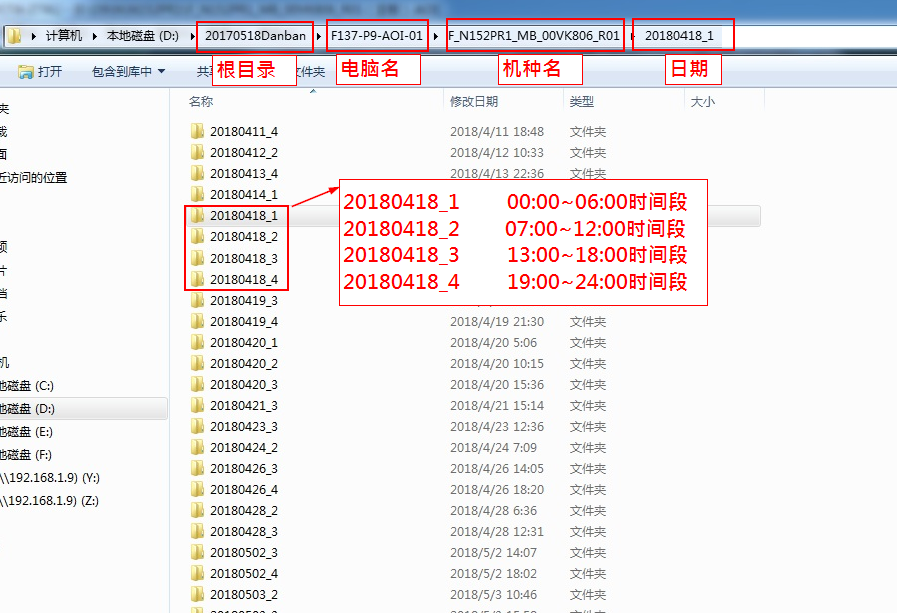 计算机 本地磁盘 (D:) 20170518Danban F137-P9-AOI-01 F_N152PR1_MB_00VK806_R01 20180418_1
打开 包含到库中 共 根目录 文件夹 电脑名 机种名 日期
名称 修改日期 类型 大小
夹
20180411_4 2018/4/11 18:48 文件夹
载
20180412_2 2018/4/12 10:33 文件夹
面
20180413_4 2018/4/13 22:36 文件夹
近访问的位置
20180414_1
20180418_1
20180418_2
20180418_3
20180418_4
20180418_1 00:00~06:00时间段
20180418_2 07:00~12:00时间段
20180418_3 13:00~18:00时间段
20180418_4 19:00~24:00时间段
片
乐
20180419_3
20180419_4 2018/4/19 21:30 文件夹
20180420_1 2018/4/20 5:06 文件夹
机
20180420_2 2018/4/20 10:15 文件夹
地磁盘 (C:)
20180420_3 2018/4/20 15:36 文件夹
地磁盘 (D:)
20180421_3 2018/4/21 15:14 文件夹
地磁盘 (E:)
20180423_3 2018/4/23 12:36 文件夹
地磁盘 (F:)
20180424_2 2018/4/24 7:09 文件夹
\\192.168.1.9) (Y:)
20180426_3 2018/4/26 14:05 文件夹
20180426_4 2018/4/26 18:20 文件夹
\\192.168.1.9) (Z:)
20180428_2 2018/4/28 6:36 文件夹
20180428_3 2018/4/28 12:31 文件夹
20180502_3 2018/5/2 14:07 文件夹
20180502_4 2018/5/2 18:02 文件夹
20180503_2 2018/5/3 10:46 文件夹